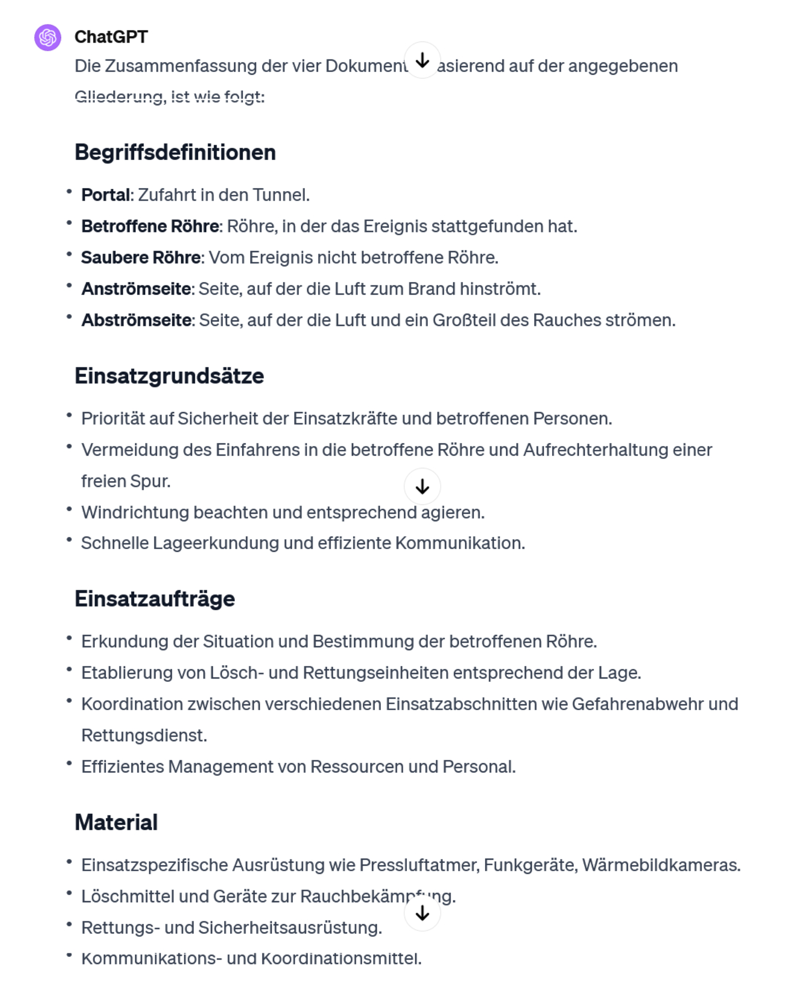 ChatGPT
Die Zusammenfassung der vier auf der angegebenen
Gliederung, ist wie folgt:
Begriffsdefinitionen
• Portal: Zufahrt in den Tunnel.
• Betroffene Röhre: Röhre, in der das Ereignis stattgefunden hat.
• Saubere Röhre: Vom Ereignis nicht betroffene Röhre.
• Anströmseite: Seite, auf der die Luft zum Brand hinströmt.
• Abströmseite: Seite, auf der die Luft und ein Großteil des Rauches strömen.
Einsatzgrundsätze
• Priorität auf Sicherheit der Einsatzkräfte und betroffenen Personen.
• Vermeidung des Einfahrens in die betroffene Röhre und Aufrechterhaltung einer
freien Spur.
• Windrichtung beachten und entsprechend agieren.
• Schnelle Lageerkundung und effiziente Kommunikation.
Einsatzaufträge
• Erkundung der Situation und Bestimmung der betroffenen Röhre.
• Etablierung von Lösch- und Rettungseinheiten entsprechend der Lage.
• Koordination zwischen verschiedenen Einsatzabschnitten wie Gefahrenabwehr und
Rettungsdienst.
• Effizientes Management von Ressourcen und Personal.
Material
• Einsatzspezifische Ausrüstung wie Pressluftatmer, Funkgeräte, Wärmebildkameras.
• Löschmittel und Geräte zur Rauchbekämpfung.
• Rettungs- und Sicherheitsausrüstung.
• Kommunikations- und Koordinationsmittel.